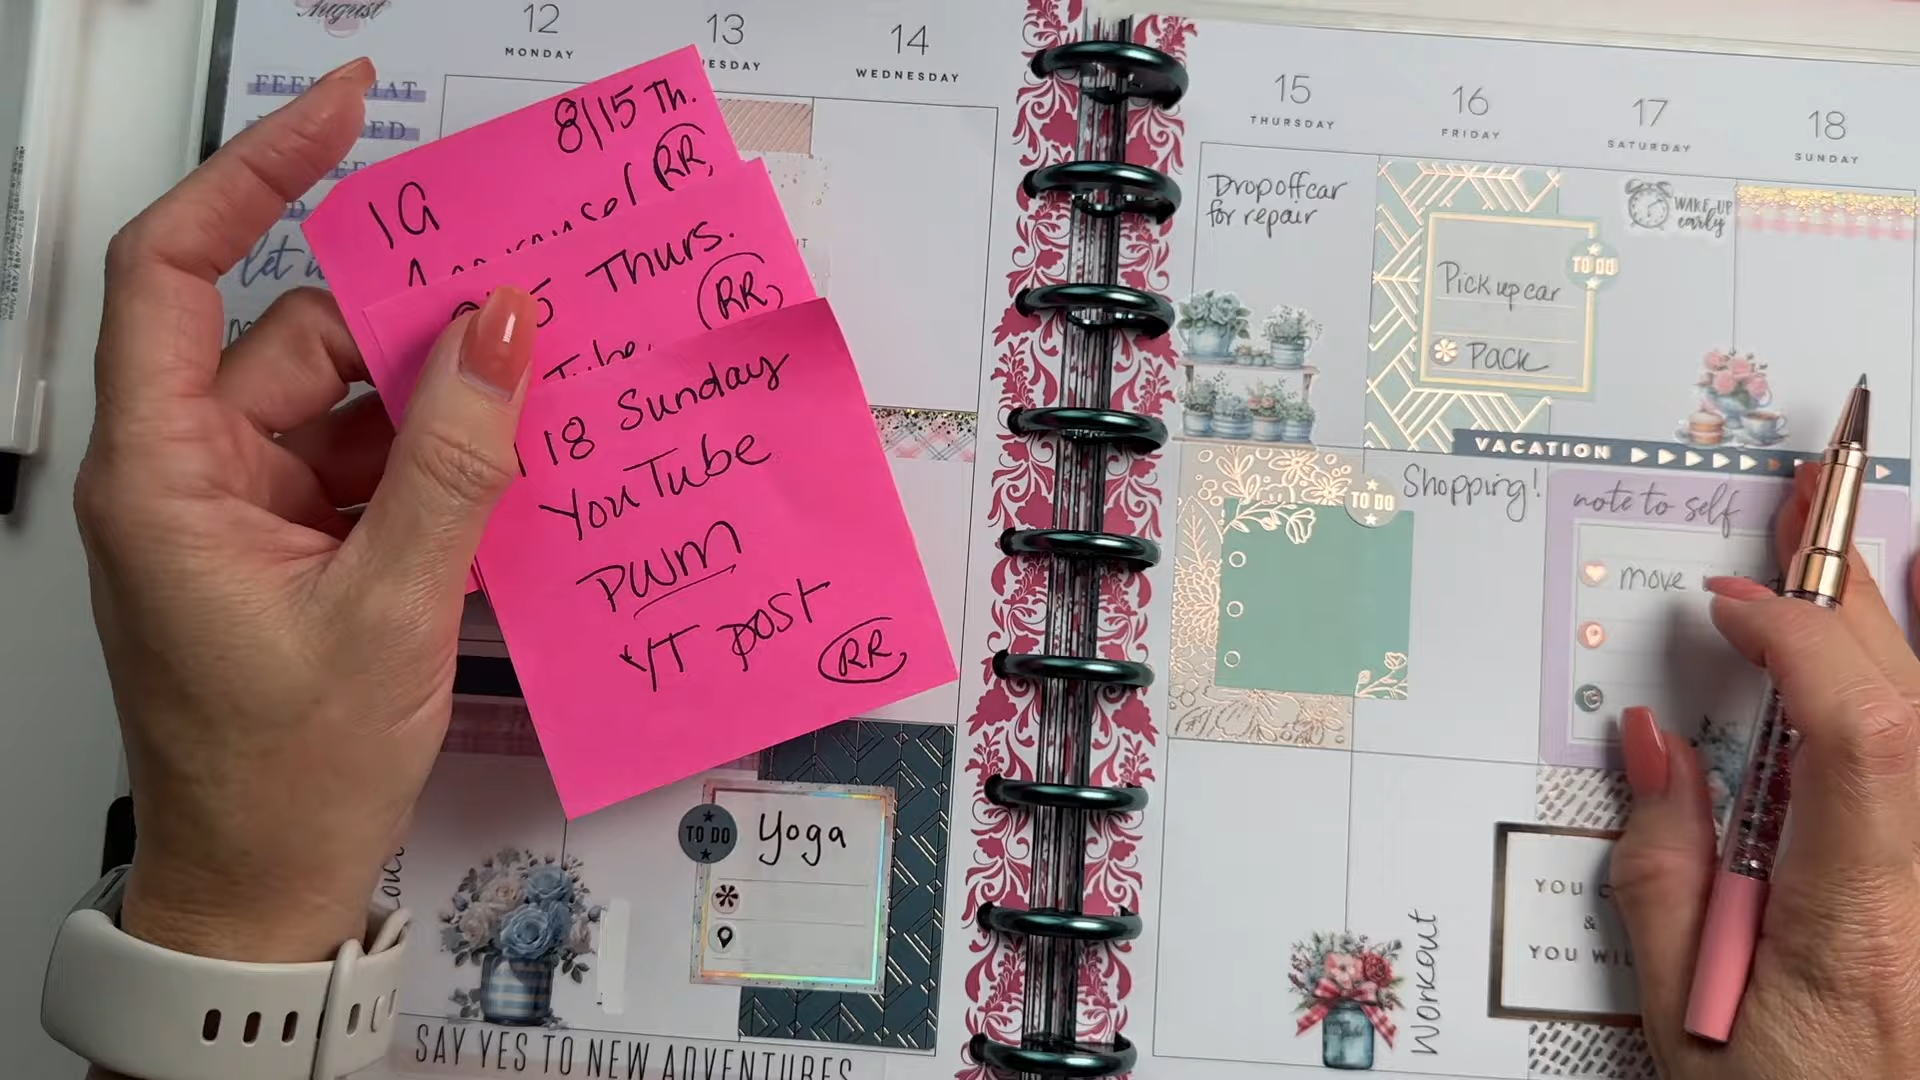 August
12
MONDAY
13
14
WEDNESDAY
15
THURSDAY
16
FRIDAY
17
SATURDAY
18
SUNDAY
8/15 Th.
IG
RR
Thurs.
RR
18 Sunday
YouTube
PWM
YT post
RR
Drop off car
for repair
TO DO
Pick up car
Pack
WAKE UP
early
VACATION
TO DO
Shopping!
note to self
move
TO DO
Yoga
Workout
YOU
&
YOU
SAY YES TO NEW ADVENTURES